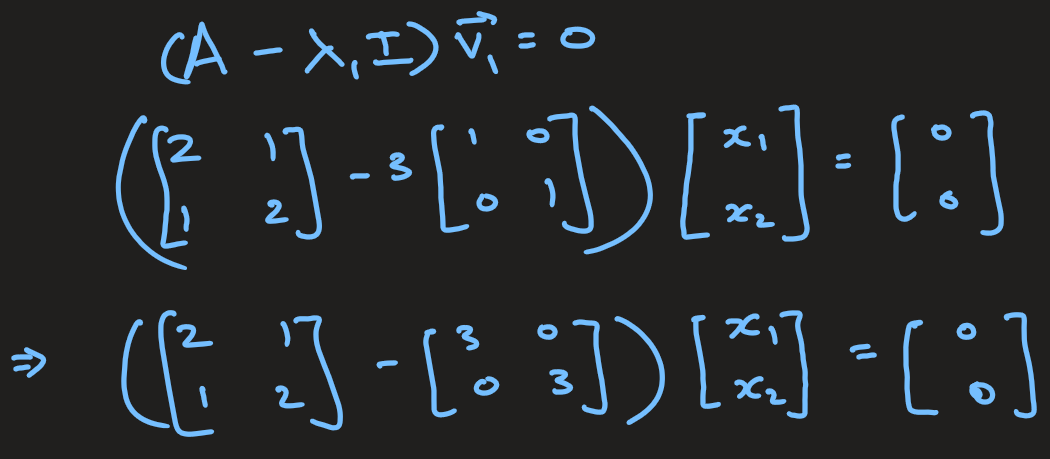 (A - λ₁I) v⃗₁ = 0
([2 1; 1 2] - 3 [1 0; 0 1]) [x₁; x₂] = [0; 0]
⇒ ([2 1; 1 2] - [3 0; 0 3]) [x₁; x₂] = [0; 0]